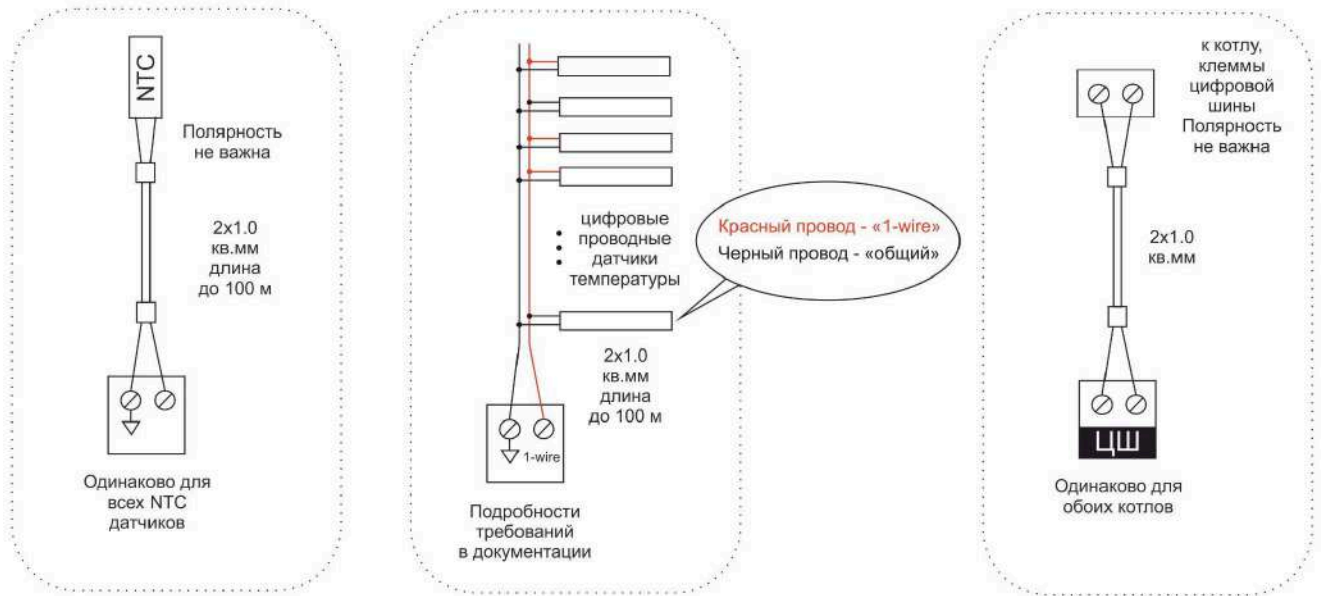 NTC
Полярность
не важна
2x1.0
кв.мм
длина
до 100 м
Одинаково для
всех NTC
датчиков
цифровые
проводные
датчики
температуры
Красный провод - «1-wire»
Черный провод - «общий»
2x1.0
кв.мм
длина
до 100 м
1-wire
Подробности
требований
в документации
к котлу,
клеммы
цифровой
шины
Полярность
не важна
2x1.0
кв.мм
ЦШ
Одинаково для
обоих котлов